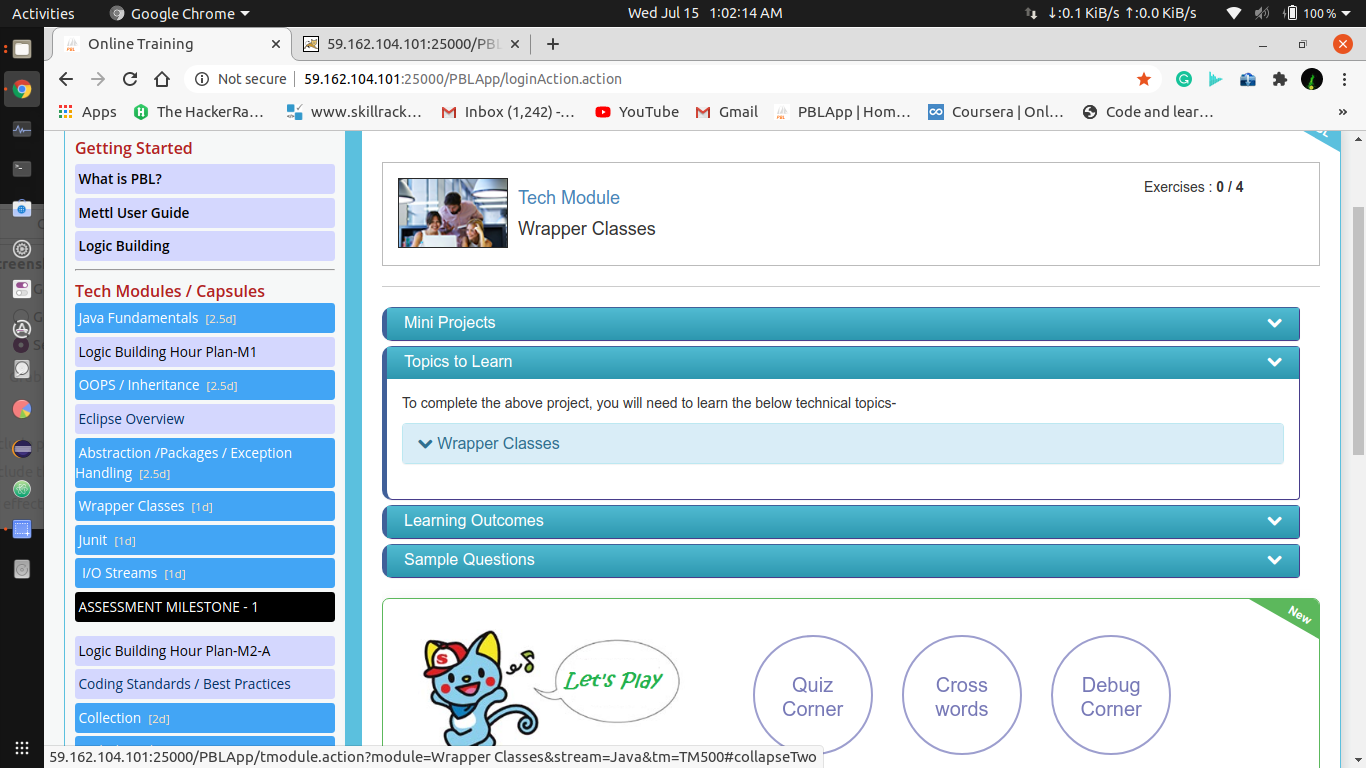 Activities
Google Chrome
Wed Jul 15 1:02:14 AM
↓:0.1 KiB/s ↑:0.0 KiB/s
100 %
Online Training
59.162.104.101:25000/PBL
Not secure
59.162.104.101:25000/PBLApp/loginAction.action
Apps
The HackerRa…
www.skillrack…
Inbox (1,242) -…
YouTube
Gmail
PBLApp | Hom…
Coursera | Onl…
Code and lear…
»
Getting Started
What is PBL?
Mettl User Guide
Logic Building
Tech Modules / Capsules
Java Fundamentals [2.5d]
Logic Building Hour Plan-M1
OOPS / Inheritance [2.5d]
Eclipse Overview
Abstraction /Packages / Exception
Handling [2.5d]
Wrapper Classes [1d]
Junit [1d]
I/O Streams [1d]
ASSESSMENT MILESTONE - 1
Logic Building Hour Plan-M2-A
Coding Standards / Best Practices
Collection [2d]
Tech Module
Wrapper Classes
Exercises : 0 / 4
Mini Projects
Topics to Learn
To complete the above project, you will need to learn the below technical topics-
Wrapper Classes
Learning Outcomes
Sample Questions
New
S
Let's Play
Quiz
Corner
Cross
words
Debug
Corner
59.162.104.101:25000/PBLApp/tmodule.action?module=Wrapper Classes&stream=Java&tm=TM500#collapseTwo